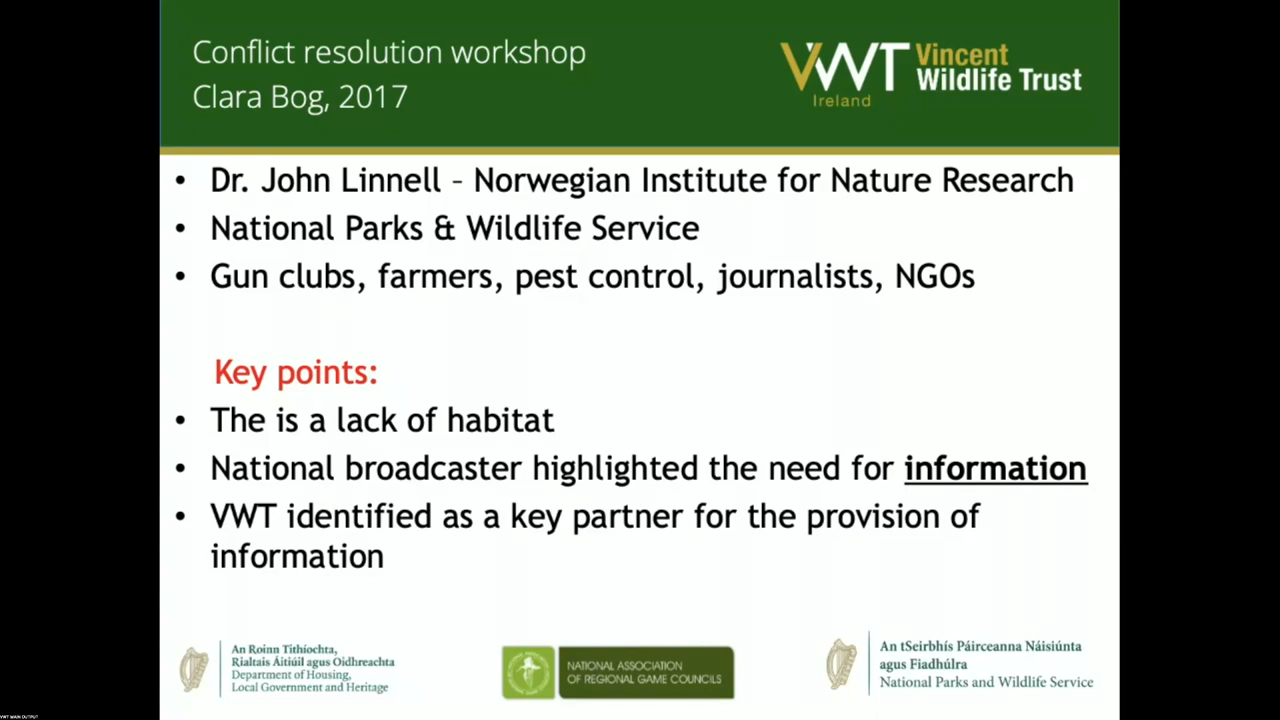 Conflict resolution workshop
Clara Bog, 2017
VWT Vincent
Wildlife Trust
Ireland
• Dr. John Linnell – Norwegian Institute for Nature Research
• National Parks & Wildlife Service
• Gun clubs, farmers, pest control, journalists, NGOs
Key points:
• The is a lack of habitat
• National broadcaster highlighted the need for information
• VWT identified as a key partner for the provision of
information
An Roinn Tithíochta,
Rialtais Áitiúil agus Oidhreachta
Department of Housing,
Local Government and Heritage
NATIONAL ASSOCIATION
OF REGIONAL GAME COUNCILS
An tSeirbhís Páirceanna Náisiúnta
agus Fiadhúlra
National Parks and Wildlife Service
VWT MAIN OUTPUT